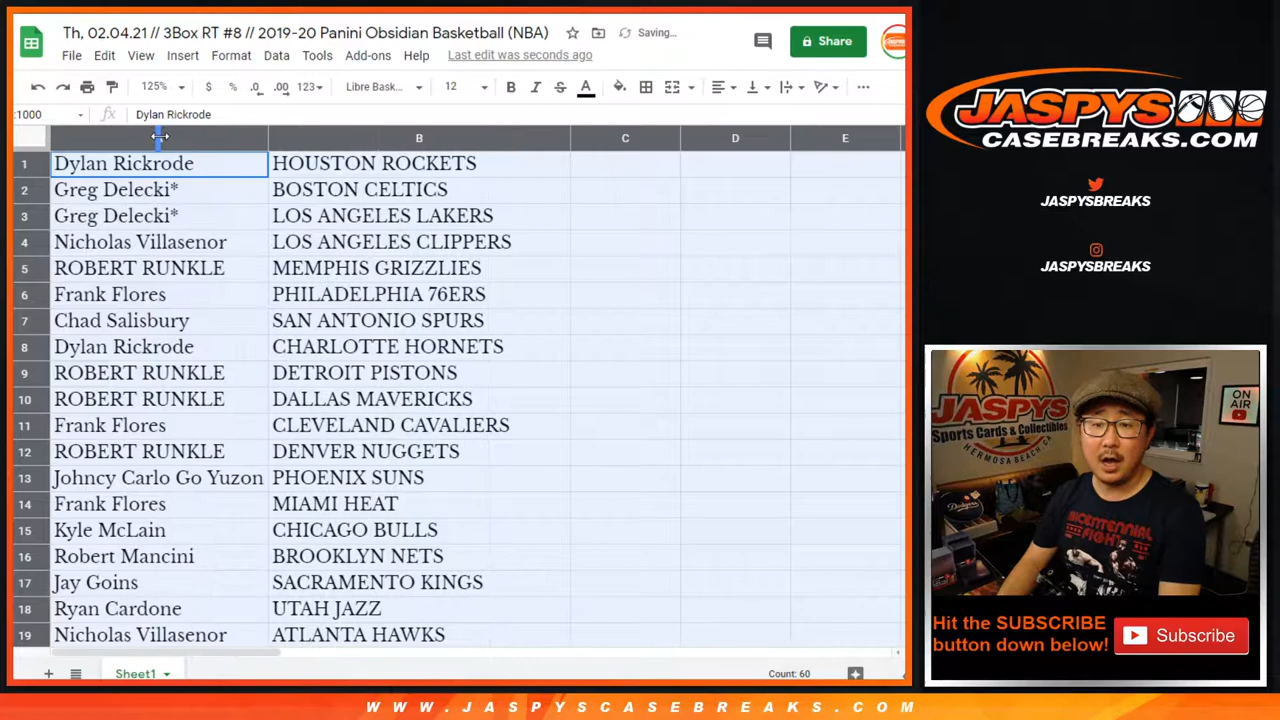 Th, 02.04.21 // 3Box RT #8 // 2019-20 Panini Obsidian Basketball (NBA) Saving...
File Edit View Insert Format Data Tools Add-ons Help Last edit was seconds ago
Share
125% $ % .0 .00 123 Libre Bask... 12 B I S A
:1000 fx Dylan Rickrode
B C D E
1 Dylan Rickrode HOUSTON ROCKETS
2 Greg Delecki* BOSTON CELTICS
3 Greg Delecki* LOS ANGELES LAKERS
4 Nicholas Villasenor LOS ANGELES CLIPPERS
5 ROBERT RUNKLE MEMPHIS GRIZZLIES
6 Frank Flores PHILADELPHIA 76ERS
7 Chad Salisbury SAN ANTONIO SPURS
8 Dylan Rickrode CHARLOTTE HORNETS
9 ROBERT RUNKLE DETROIT PISTONS
10 ROBERT RUNKLE DALLAS MAVERICKS
11 Frank Flores CLEVELAND CAVALIERS
12 ROBERT RUNKLE DENVER NUGGETS
13 Johncy Carlo Go Yuzon PHOENIX SUNS
14 Frank Flores MIAMI HEAT
15 Kyle McLain CHICAGO BULLS
16 Robert Mancini BROOKLYN NETS
17 Jay Goins SACRAMENTO KINGS
18 Ryan Cardone UTAH JAZZ
19 Nicholas Villasenor ATLANTA HAWKS
Sheet1 Count: 60
JASPYS
CASEBREAKS.COM
JASPYSBREAKS
JASPYSBREAKS
JASPYS
Sports Cards & Collectibles
HERMOSA BEACH, CA
ON AIR
Dodgers
BICENTENNIAL
FIGHT
Hit the SUBSCRIBE
button down below!
Subscribe
WWW.JASPYSCASEBREAKS.COM